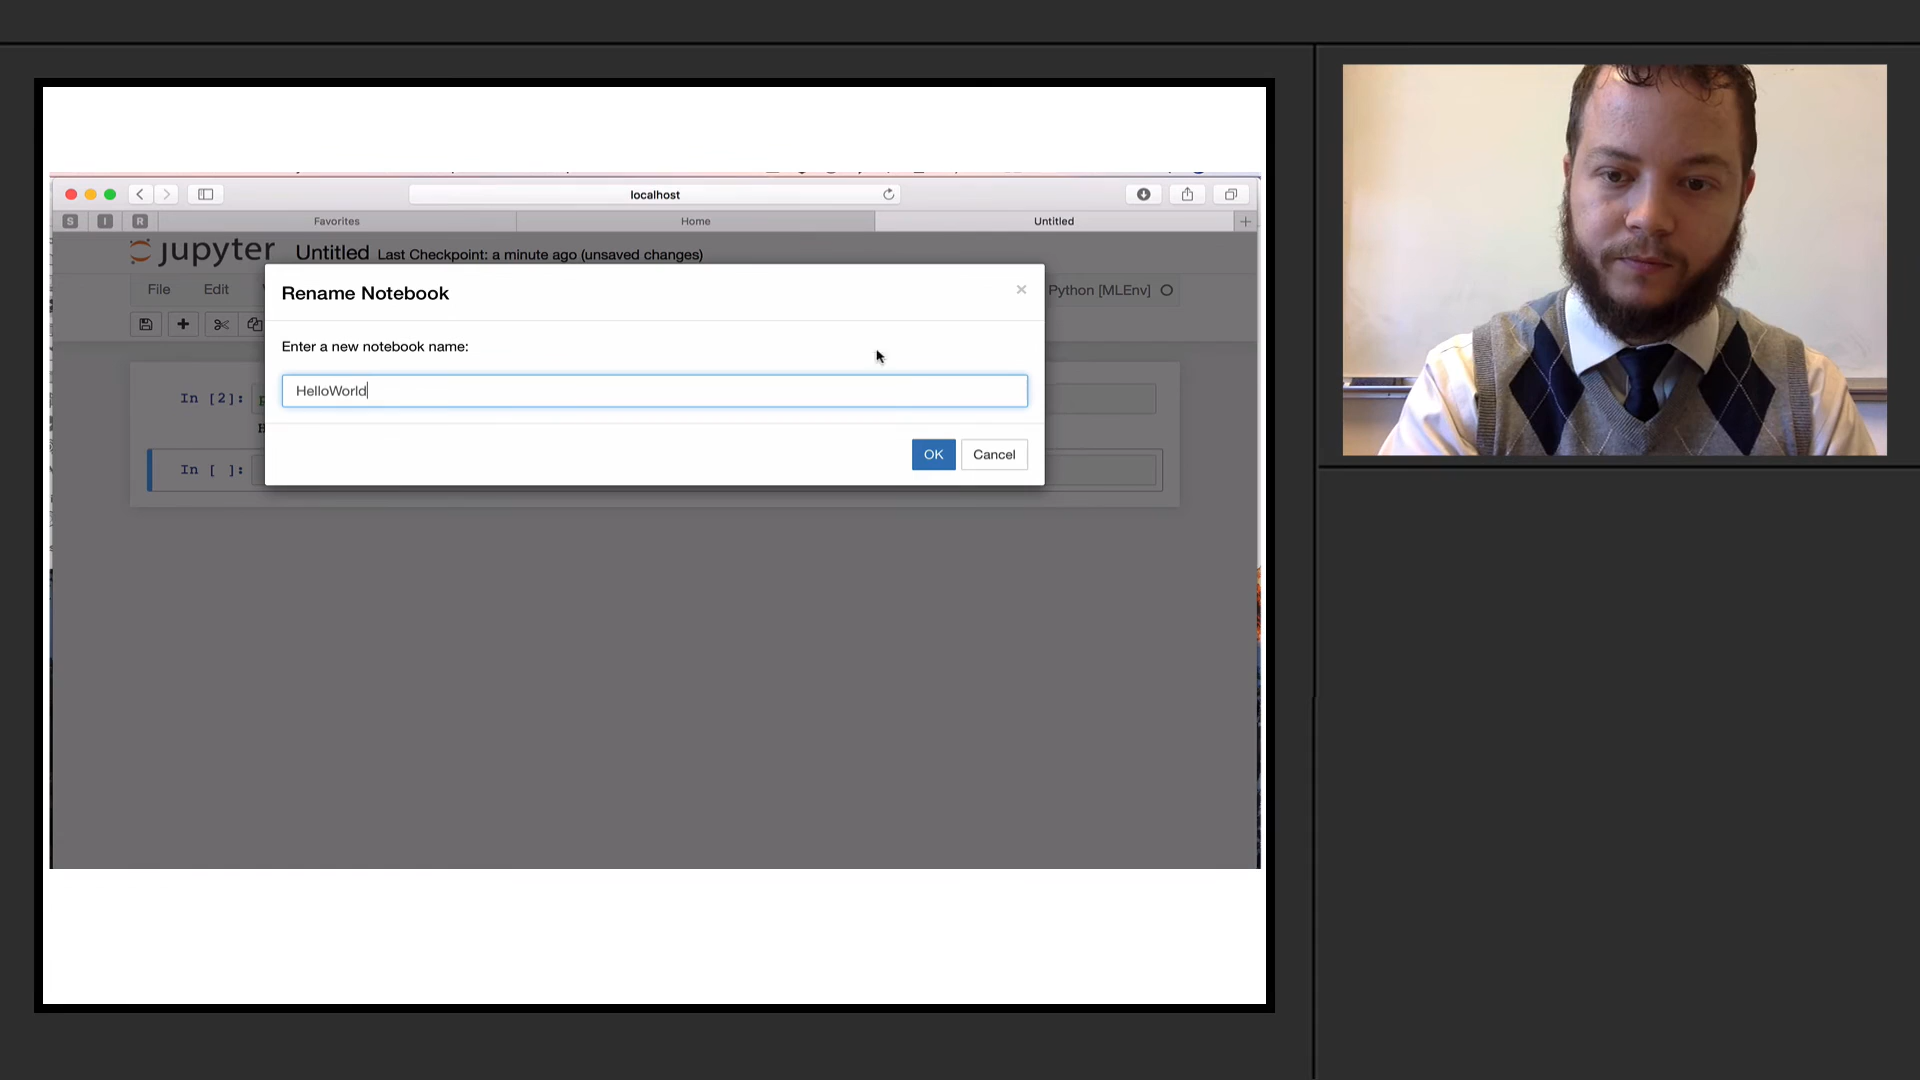 localhost
S I R Favorites Home Untitled
jupyter Untitled Last Checkpoint: a minute ago (unsaved changes)
File Edit Python [MLEnv]
Rename Notebook
Enter a new notebook name:
HelloWorld
OK Cancel
In [2]:
In [ ]: